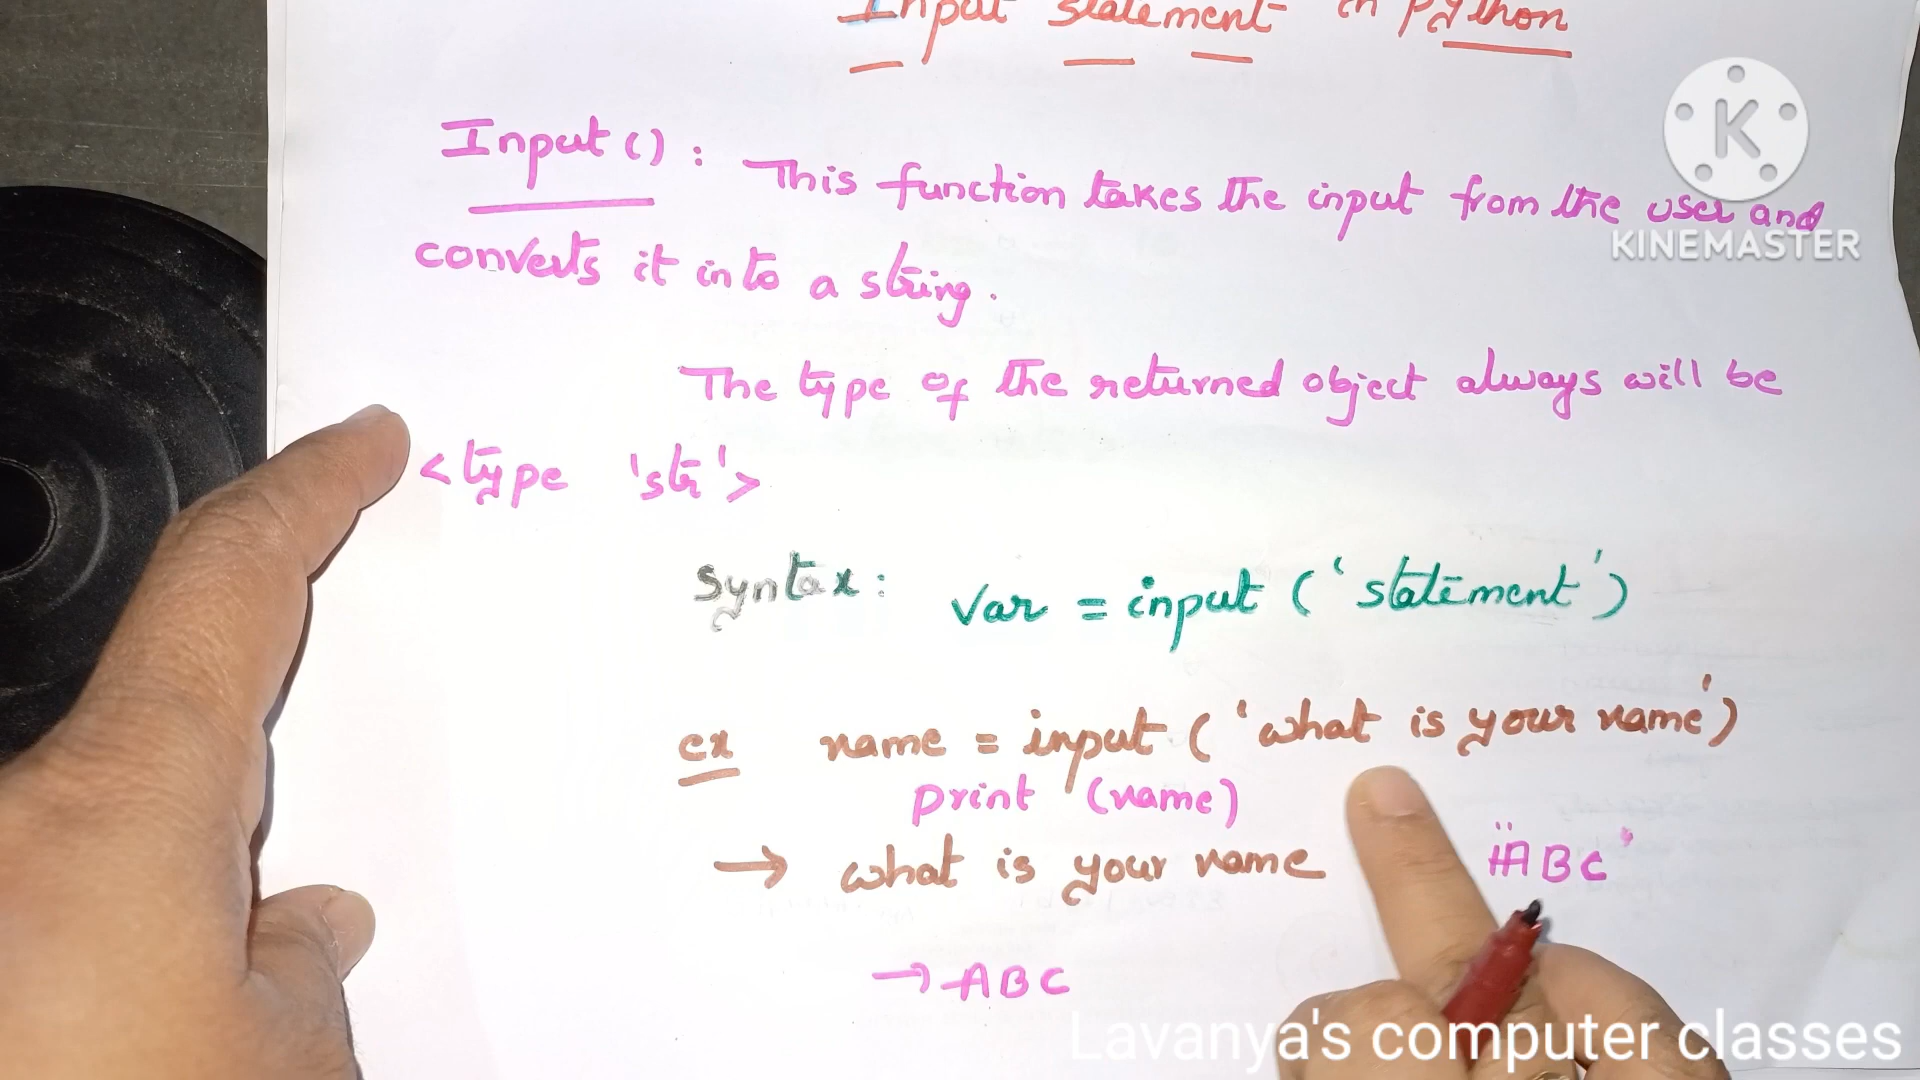 Input statement in Python
Input() : This function takes the input from the user and
converts it into a string.
The type of the returned object always will be
<type 'str'>
Syntax: Var = input ('statement')
ex name = input ('what is your name')
print (name)
→ what is your name
"ABC"
→ ABC
K
KINEMASTER
Lavanya's computer classes